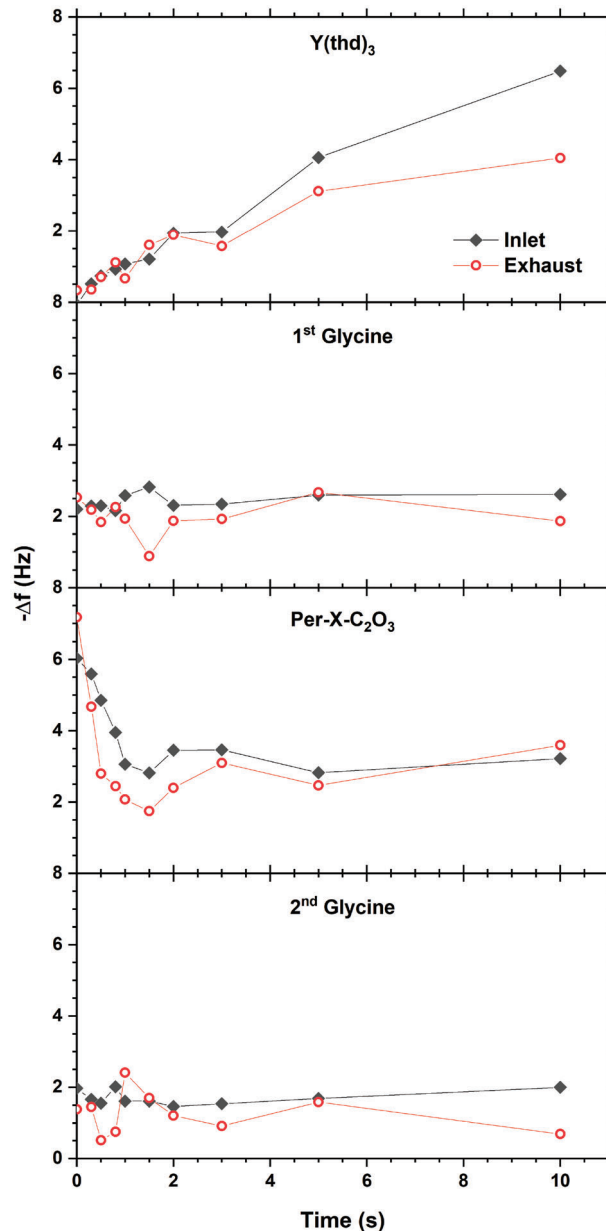 8
Y(thd)₃
6
4
2
Inlet
Exhaust
8
1ˢᵗ Glycine
6
4
2
-Δf (Hz)
8
Per-X-C₂O₃
6
4
2
8
2ⁿᵈ Glycine
6
4
2
0
0 2 4 6 8 10
Time (s)